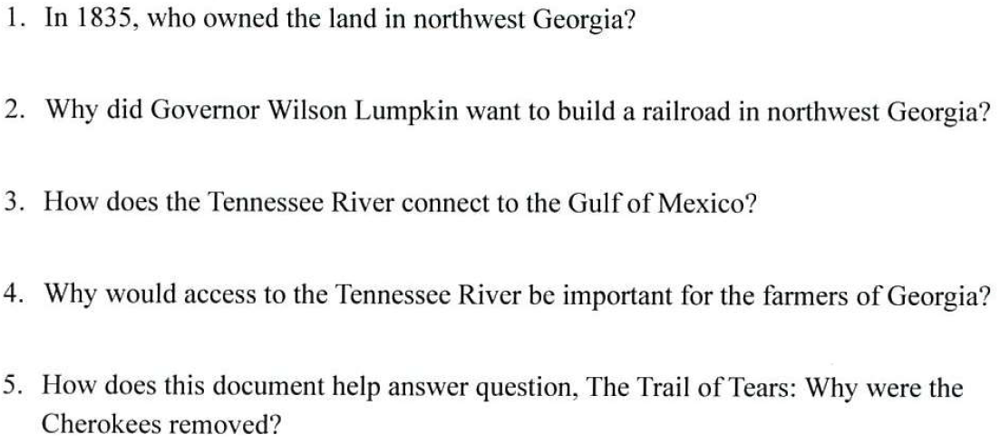 1. In 1835, who owned the land in northwest Georgia?
2. Why did Governor Wilson Lumpkin want to build a railroad in northwest Georgia?
3. How does the Tennessee River connect to the Gulf of Mexico?
4. Why would access to the Tennessee River be important for the farmers of Georgia?
5. How does this document help answer question, The Trail of Tears: Why were the
Cherokees removed?